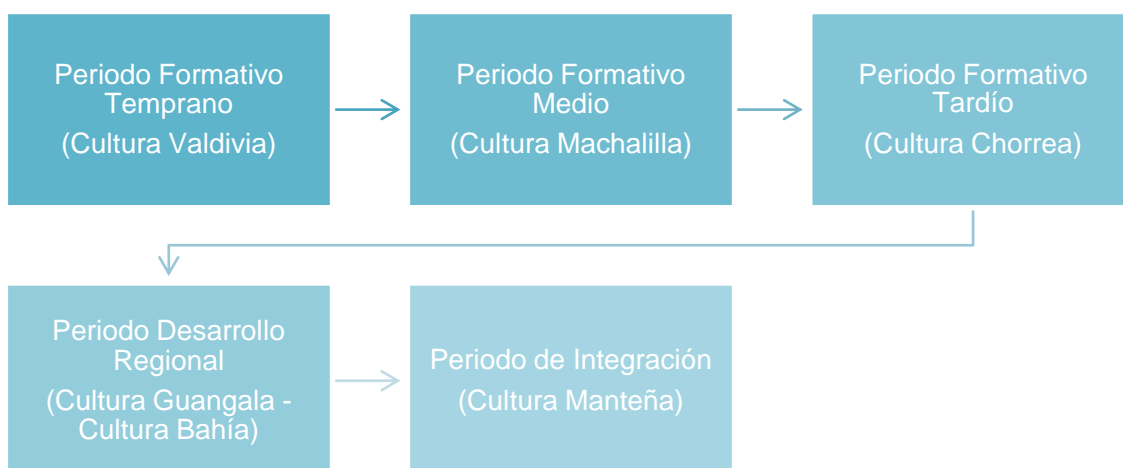 Periodo Formativo
Temprano
(Cultura Valdivia)
Periodo Formativo
Medio
(Cultura Machalilla)
Periodo Formativo
Tardío
(Cultura Chorrea)
Periodo Desarrollo
Regional
(Cultura Guangala -
Cultura Bahía)
Periodo de Integración
(Cultura Manteña)